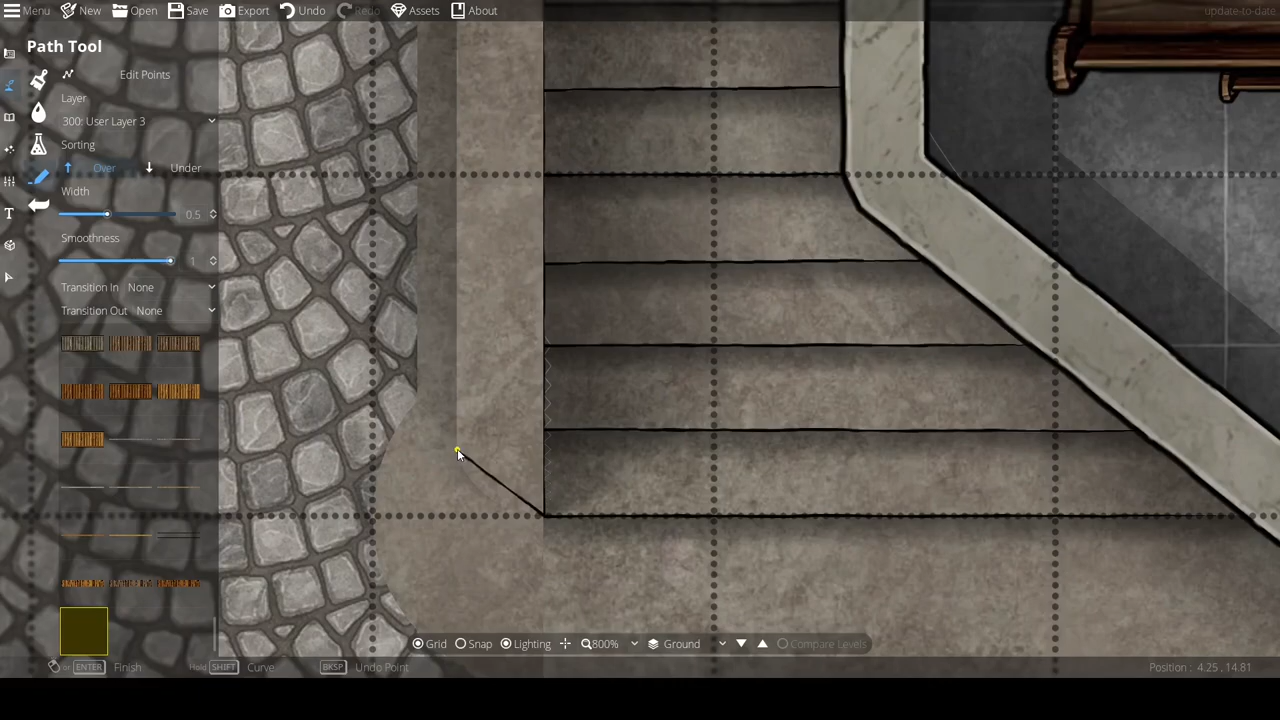 Menu New Open Save Export Undo Redo Assets About update-to-date
Path Tool
Edit Points
Layer
300: User Layer 3
Sorting
Over Under
Width
0.5
Smoothness
1
Transition In None
Transition Out None
Grid Snap Lighting 800% Ground Compare Levels
or ENTER Finish Hold SHIFT Curve BKSP Undo Point Position : 4.25 , 14.81